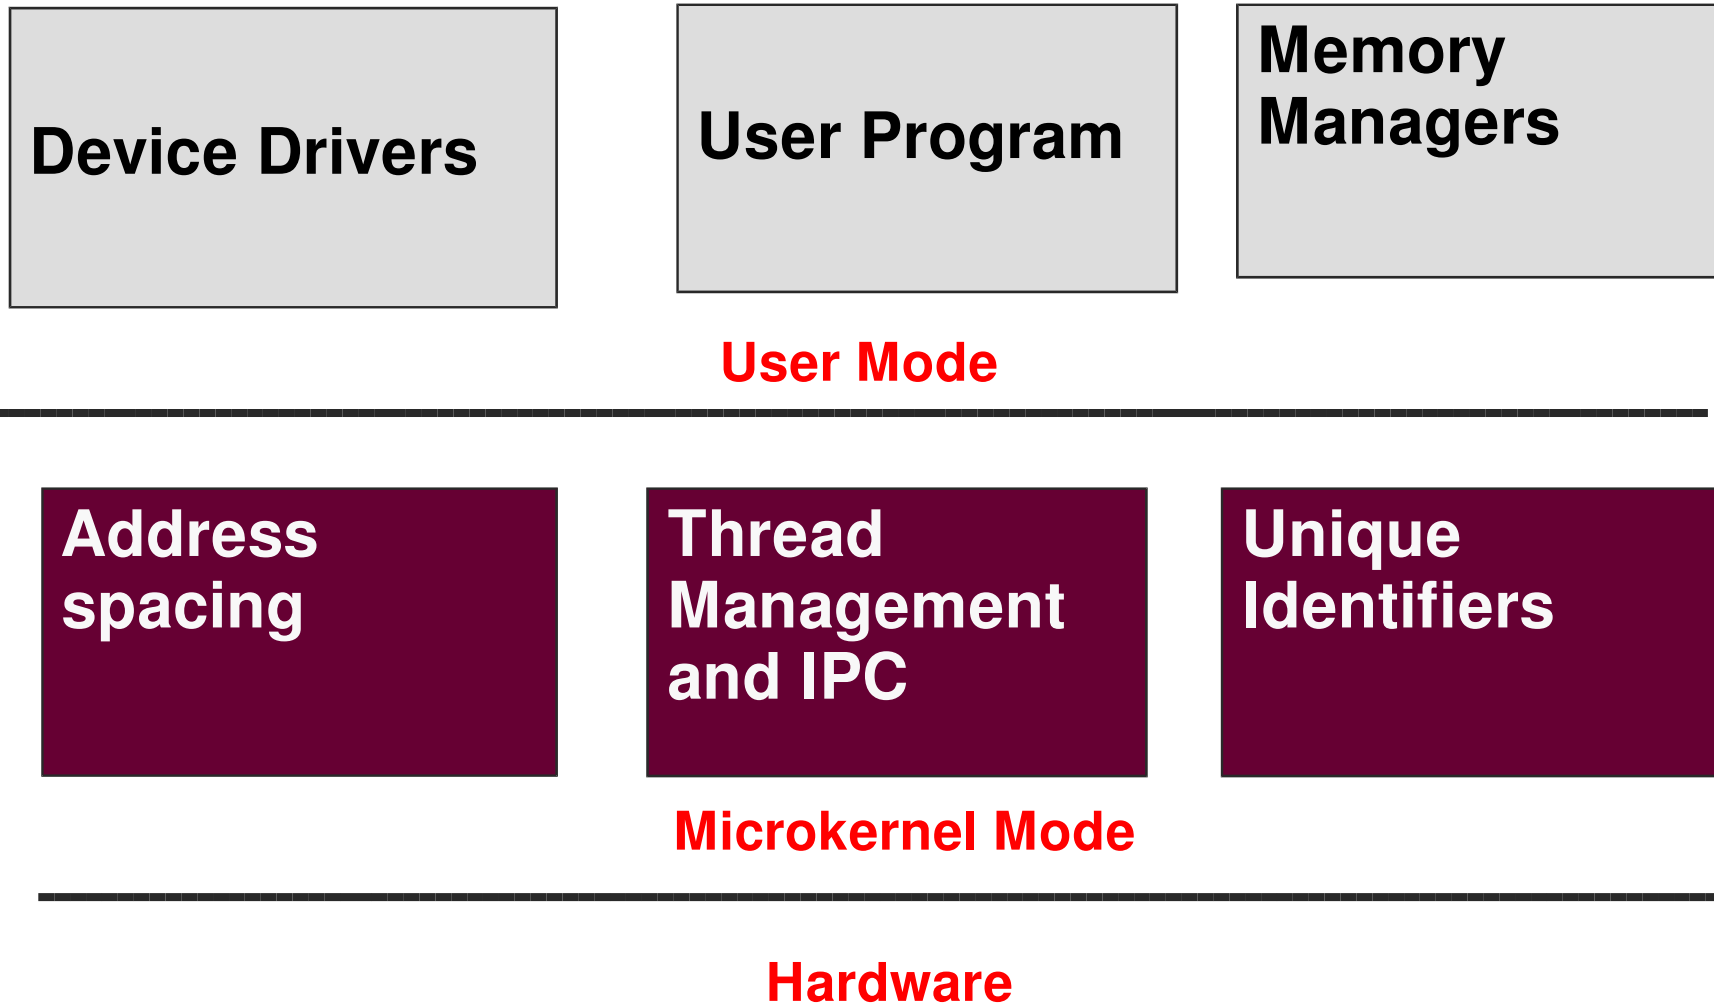 Device Drivers
User Program
Memory
Managers
User Mode
Address
spacing
Thread
Management
and IPC
Unique
Identifiers
Microkernel Mode
Hardware